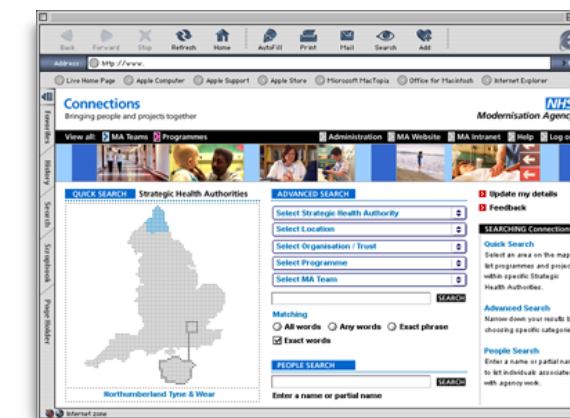 Back Forward Stop Refresh Home AutoFill Print Mail Search Add
Address: http://www.
Live Home Page Apple Computer Apple Support Apple Store Microsoft MacTopia Office for Macintosh Internet Explorer
Favorites
History
Search
Scrapbook
Page Holder
Connections
Bringing people and projects together
NHS
Modernisation Agency
View all: MA Teams Programmes Administration MA Website MA Intranet Help Log o
QUICK SEARCH Strategic Health Authorities
Northumberland Tyne & Wear
ADVANCED SEARCH
Select Strategic Health Authority
Select Location
Select Organisation / Trust
Select Programme
Select MA Team
SEARCH
Matching
All words Any words Exact phrase
Exact words
PEOPLE SEARCH
SEARCH
Enter a name or partial name
Update my details
Feedback
SEARCHING Connection
Quick Search
Select an area on the map
list programmes and projec
within specific Strategic
Health Authorities.
Advanced Search
Narrow down your results b
choosing specific categorie
People Search
Enter a name or partial nam
to list individuals associate
with agency work.
Internet zone